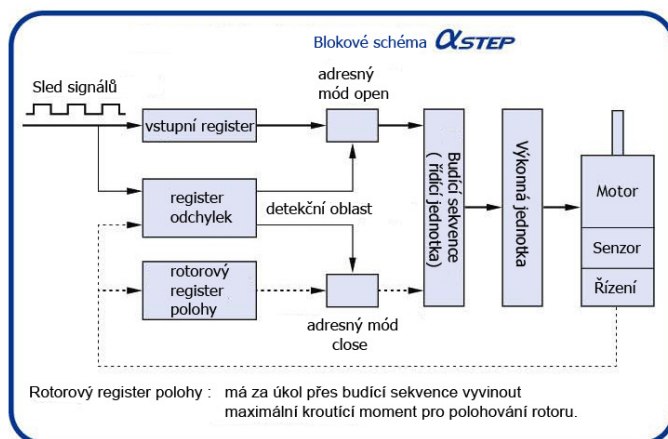 Blokové schéma αSTEP
Sled signálů
adresný
mód open
vstupní register
register
odchylek
detekční oblast
rotorový
register
polohy
adresný mód
close
Budící sekvence
( řídící jednotka)
Výkonná jednotka
Motor
Senzor
Řízení
Rotorový register polohy : má za úkol přes budící sekvence vyvinout
maximální kroutící moment pro polohování rotoru.